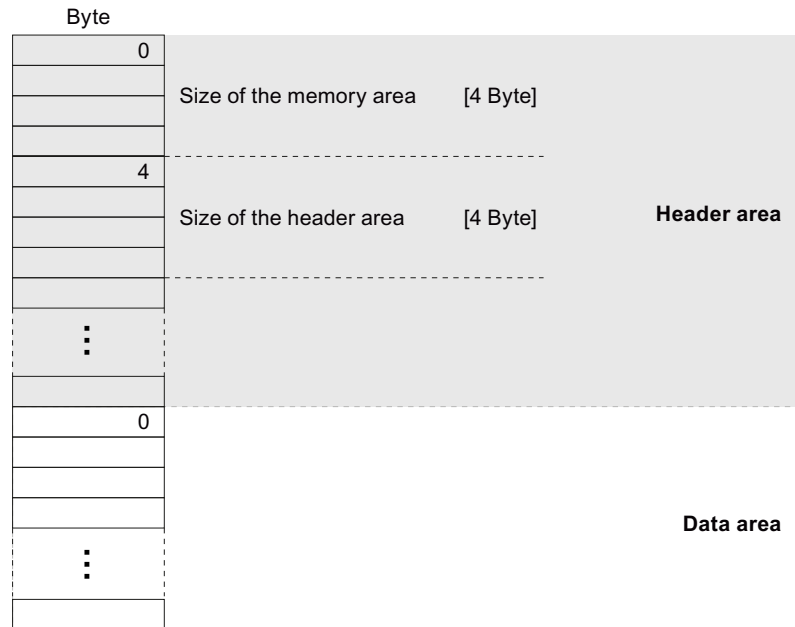 Byte
0
Size of the memory area [4 Byte]
4
Size of the header area [4 Byte]
Header area
0
Data area